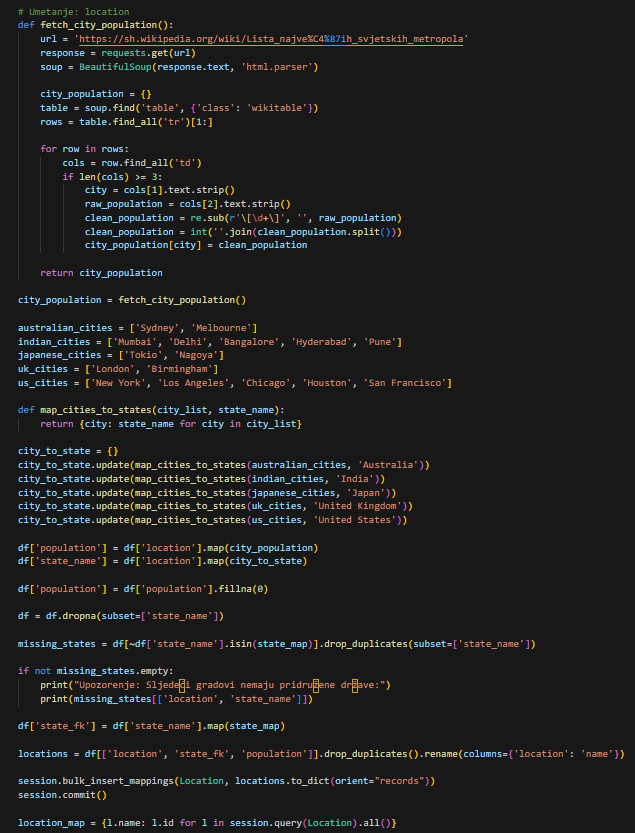 # Umetanje: location
def fetch_city_population():
    url = 'https://sh.wikipedia.org/wiki/Lista_najve%C4%87ih_svjetskih_metropola'
    response = requests.get(url)
    soup = BeautifulSoup(response.text, 'html.parser')

    city_population = {}
    table = soup.find('table', {'class': 'wikitable'})
    rows = table.find_all('tr')[1:]

    for row in rows:
        cols = row.find_all('td')
        if len(cols) >= 3:
            city = cols[1].text.strip()
            raw_population = cols[2].text.strip()
            clean_population = re.sub(r'\[\d+\]', '', raw_population)
            clean_population = int(''.join(clean_population.split()))
            city_population[city] = clean_population

    return city_population

city_population = fetch_city_population()

australian_cities = ['Sydney', 'Melbourne']
indian_cities = ['Mumbai', 'Delhi', 'Bangalore', 'Hyderabad', 'Pune']
japanese_cities = ['Tokio', 'Nagoya']
uk_cities = ['London', 'Birmingham']
us_cities = ['New York', 'Los Angeles', 'Chicago', 'Houston', 'San Francisco']

def map_cities_to_states(city_list, state_name):
    return {city: state_name for city in city_list}

city_to_state = {}
city_to_state.update(map_cities_to_states(australian_cities, 'Australia'))
city_to_state.update(map_cities_to_states(indian_cities, 'India'))
city_to_state.update(map_cities_to_states(japanese_cities, 'Japan'))
city_to_state.update(map_cities_to_states(uk_cities, 'United Kingdom'))
city_to_state.update(map_cities_to_states(us_cities, 'United States'))

df['population'] = df['location'].map(city_population)
df['state_name'] = df['location'].map(city_to_state)

df['population'] = df['population'].fillna(0)

df = df.dropna(subset=['state_name'])

missing_states = df[~df['state_name'].isin(state_map)].drop_duplicates(subset=['state_name'])

if not missing_states.empty:
    print("Upozorenje: Sljedeći gradovi nemaju pridružene države:")
    print(missing_states[['location', 'state_name']])

df['state_fk'] = df['state_name'].map(state_map)

locations = df[['location', 'state_fk', 'population']].drop_duplicates().rename(columns={'location': 'name'})

session.bulk_insert_mappings(Location, locations.to_dict(orient="records"))
session.commit()

location_map = {l.name: l.id for l in session.query(Location).all()}